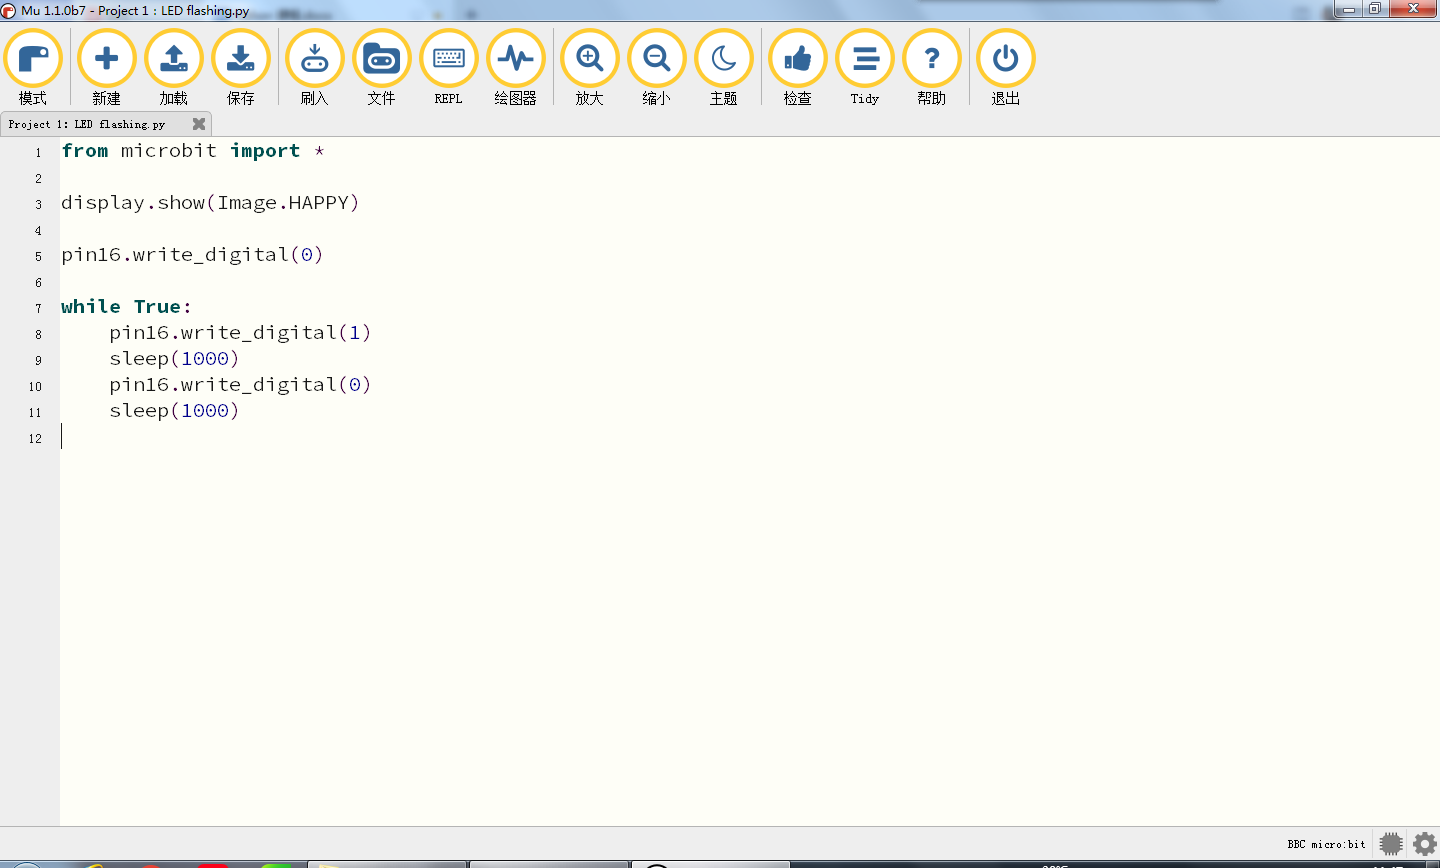 Mu 1.1.0b7 - Project 1 : LED flashing.py
模式 新建 加载 保存 刷入 文件 REPL 绘图器 放大 缩小 主题 检查 Tidy 帮助 退出
Project 1: LED flashing.py
1 from microbit import *
2
3 display.show(Image.HAPPY)
4
5 pin16.write_digital(0)
6
7 while True:
8 pin16.write_digital(1)
9 sleep(1000)
10 pin16.write_digital(0)
11 sleep(1000)
12
BBC micro:bit